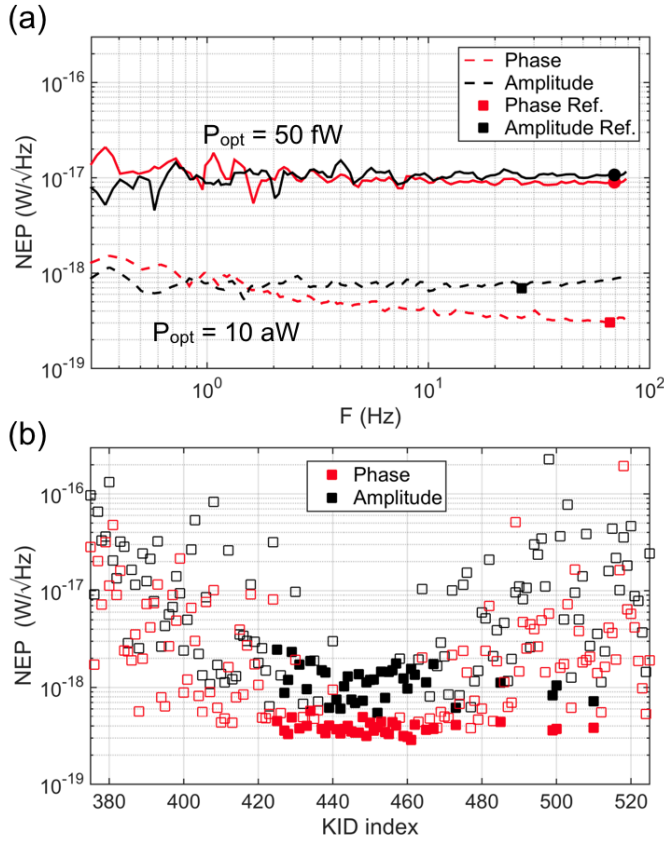 (a)
10⁻¹⁶
Phase
Amplitude
Phase Ref.
Amplitude Ref.
P_opt = 50 fW
10⁻¹⁷
NEP (W/√Hz)
10⁻¹⁸
P_opt = 10 aW
10⁻¹⁹
10⁰ 10¹ 10²
F (Hz)
(b)
Phase
Amplitude
10⁻¹⁶
10⁻¹⁷
NEP (W/√Hz)
10⁻¹⁸
10⁻¹⁹
380 400 420 440 460 480 500 520
KID index